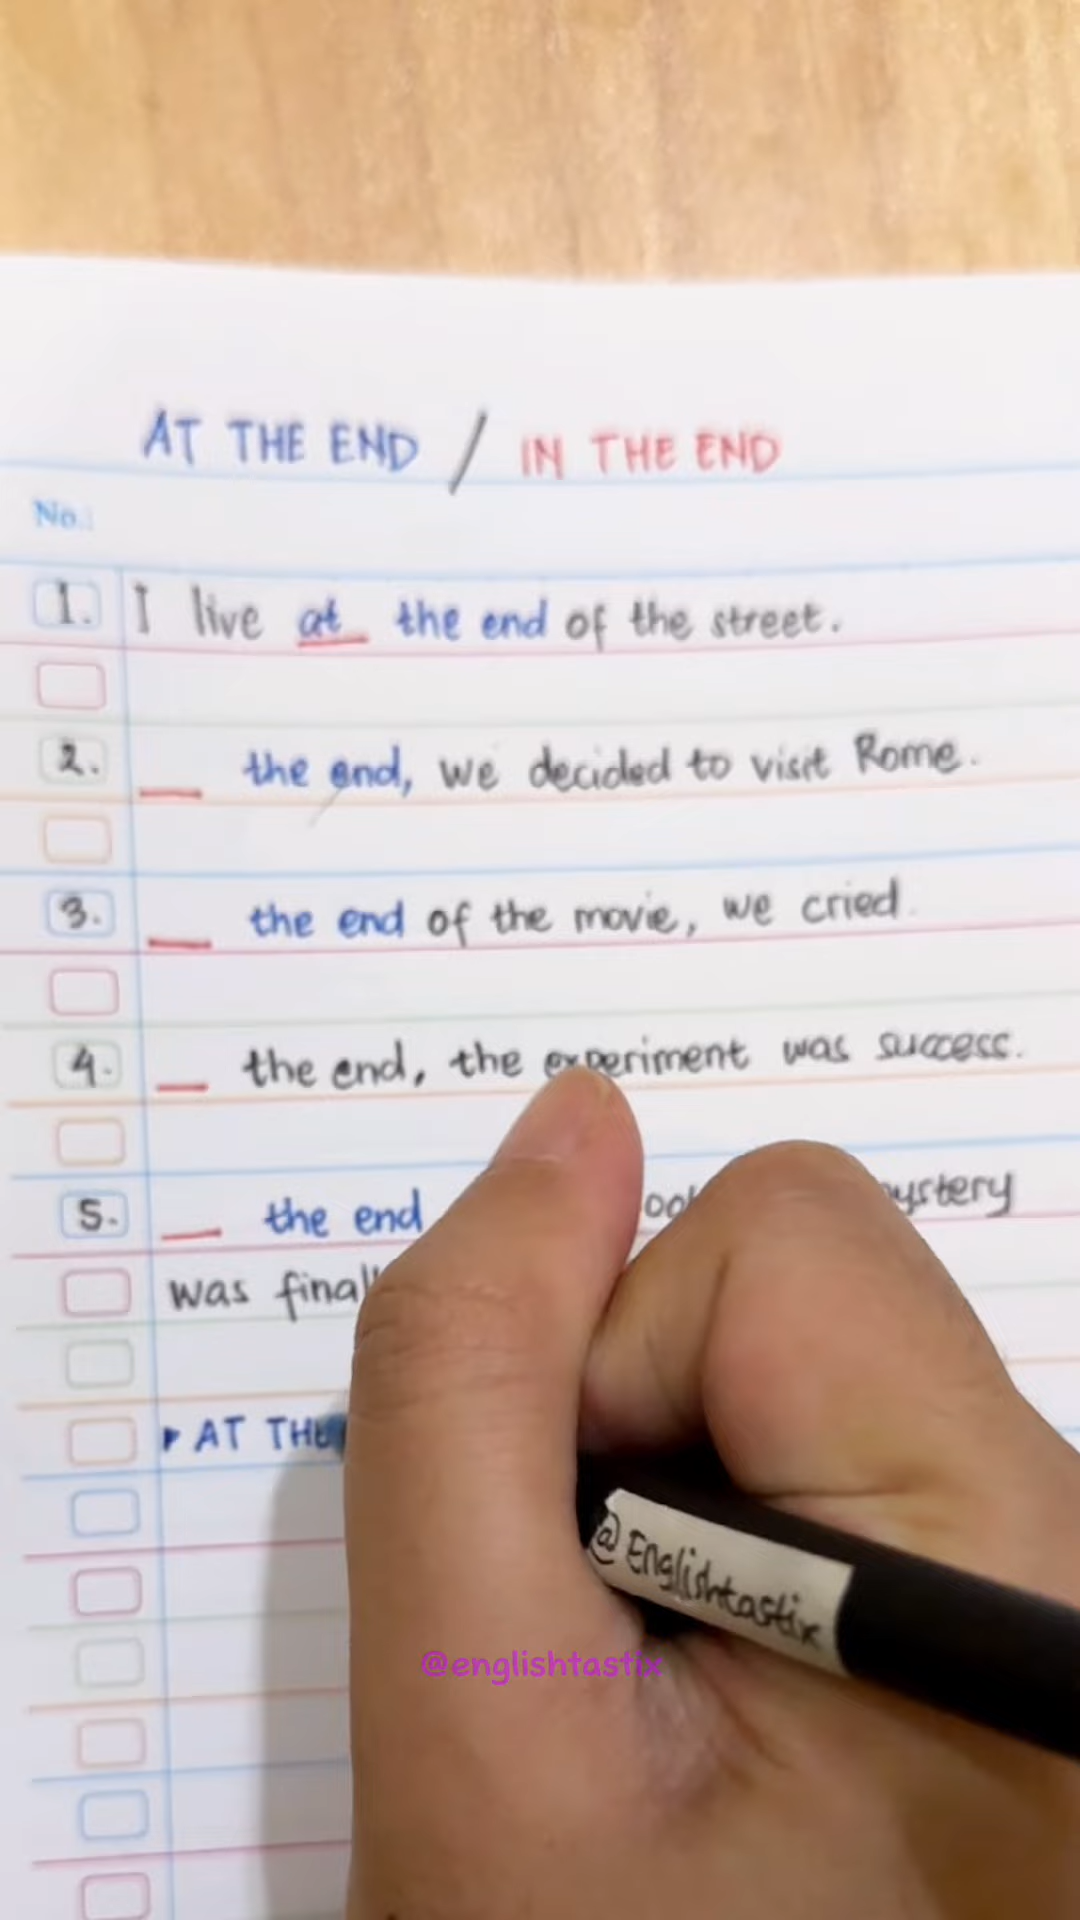 AT THE END / IN THE END
No.:
1. I live at the end of the street.
2. __ the end, we decided to visit Rome.
3. __ the end of the movie, we cried.
4. __ the end, the experiment was success.
5. __ the end
was
AT THE
@Englishtastix
@englishtastix